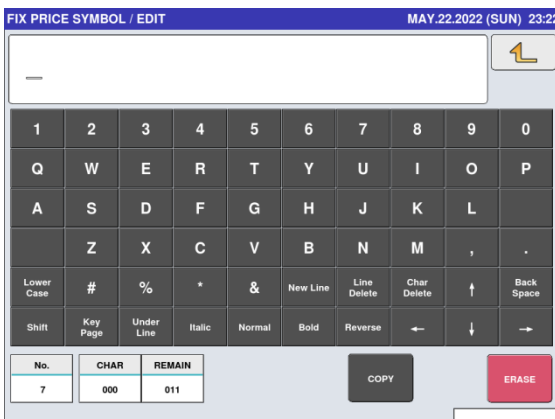 FIX PRICE SYMBOL / EDIT MAY.22.2022 (SUN) 23:22
1 2 3 4 5 6 7 8 9 0
Q W E R T Y U I O P
A S D F G H J K L
Z X C V B N M , .
Lower Case # % * & New Line Line Delete Char Delete ↑ Back Space
Shift Key Page Under Line Italic Normal Bold Reverse ← ↓ →
No. CHAR REMAIN
7 000 011
COPY ERASE